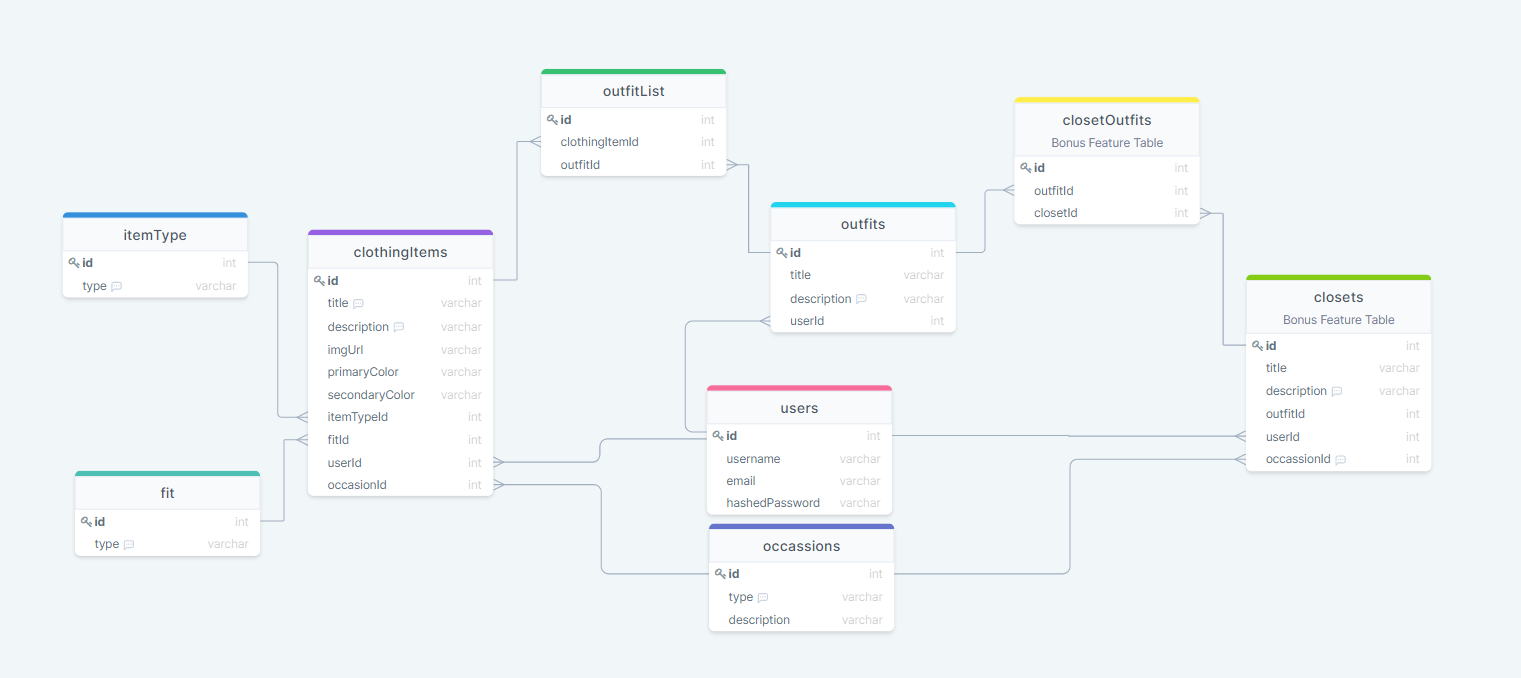 outfitList
id int
clothingItemId int
outfitId int
closetOutfits
Bonus Feature Table
id int
outfitId int
closetId int
itemType
id int
type varchar
clothingItems
id int
title varchar
description varchar
imgUrl varchar
primaryColor varchar
secondaryColor varchar
itemTypeId int
fitId int
userId int
occasionId int
outfits
id int
title varchar
description varchar
userId int
closets
Bonus Feature Table
id int
title varchar
description varchar
outfitId int
userId int
occassionId int
users
id int
username varchar
email varchar
hashedPassword varchar
fit
id int
type varchar
occassions
id int
type varchar
description varchar